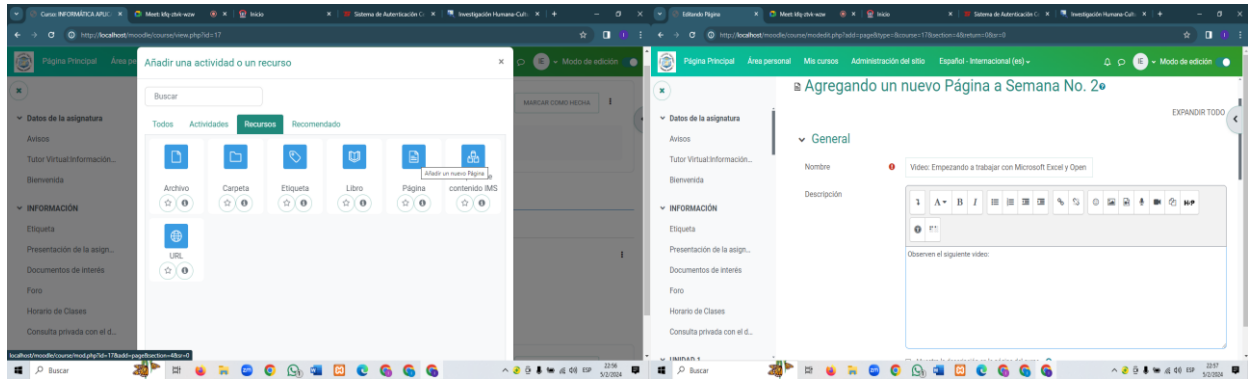 Curso: INFORMÁTICA APLIC
Meet: kfq-ztvk-wzw
Inicio
Sistema de Autenticación C
Investigación Humana-Cult
http://localhost/moodle/course/view.php?id=17
Página Principal
Área pe
Modo de edición
Datos de la asignatura
Avisos
Tutor Virtual:Información...
Bienvenida
INFORMACIÓN
Etiqueta
Presentación de la asign...
Documentos de interés
Foro
Horario de Clases
Consulta privada con el d...
MARCAR COMO HECHA
Añadir una actividad o un recurso
Buscar
Todos Actividades Recursos Recomendado
Archivo Carpeta Etiqueta Libro Página
Añadir un nuevo Página
contenido IMS
URL
localhost/moodle/course/mod.php?id=17&add=page&section=4&sr=0
Buscar
ESP
22:56
5/2/2024
Editando Página
Meet: kfq-ztvk-wzw
Inicio
Sistema de Autenticación C
Investigación Humana-Cult
http://localhost/moodle/course/modedit.php?add=page&type=&course=17&section=4&return=0&sr=0
Página Principal Área personal Mis cursos Administración del sitio Español - Internacional (es)
IE
Modo de edición
Datos de la asignatura
Avisos
Tutor Virtual:Información...
Bienvenida
INFORMACIÓN
Etiqueta
Presentación de la asign...
Documentos de interés
Foro
Horario de Clases
Consulta privada con el d...
UNIDAD 1
Agregando un nuevo Página a Semana No. 2
EXPANDIR TODO
General
Nombre
Video: Empezando a trabajar con Microsoft Excel y Open
Descripción
A B I
H5P
Observen el siguiente video:
Buscar
ESP
22:57
5/2/2024